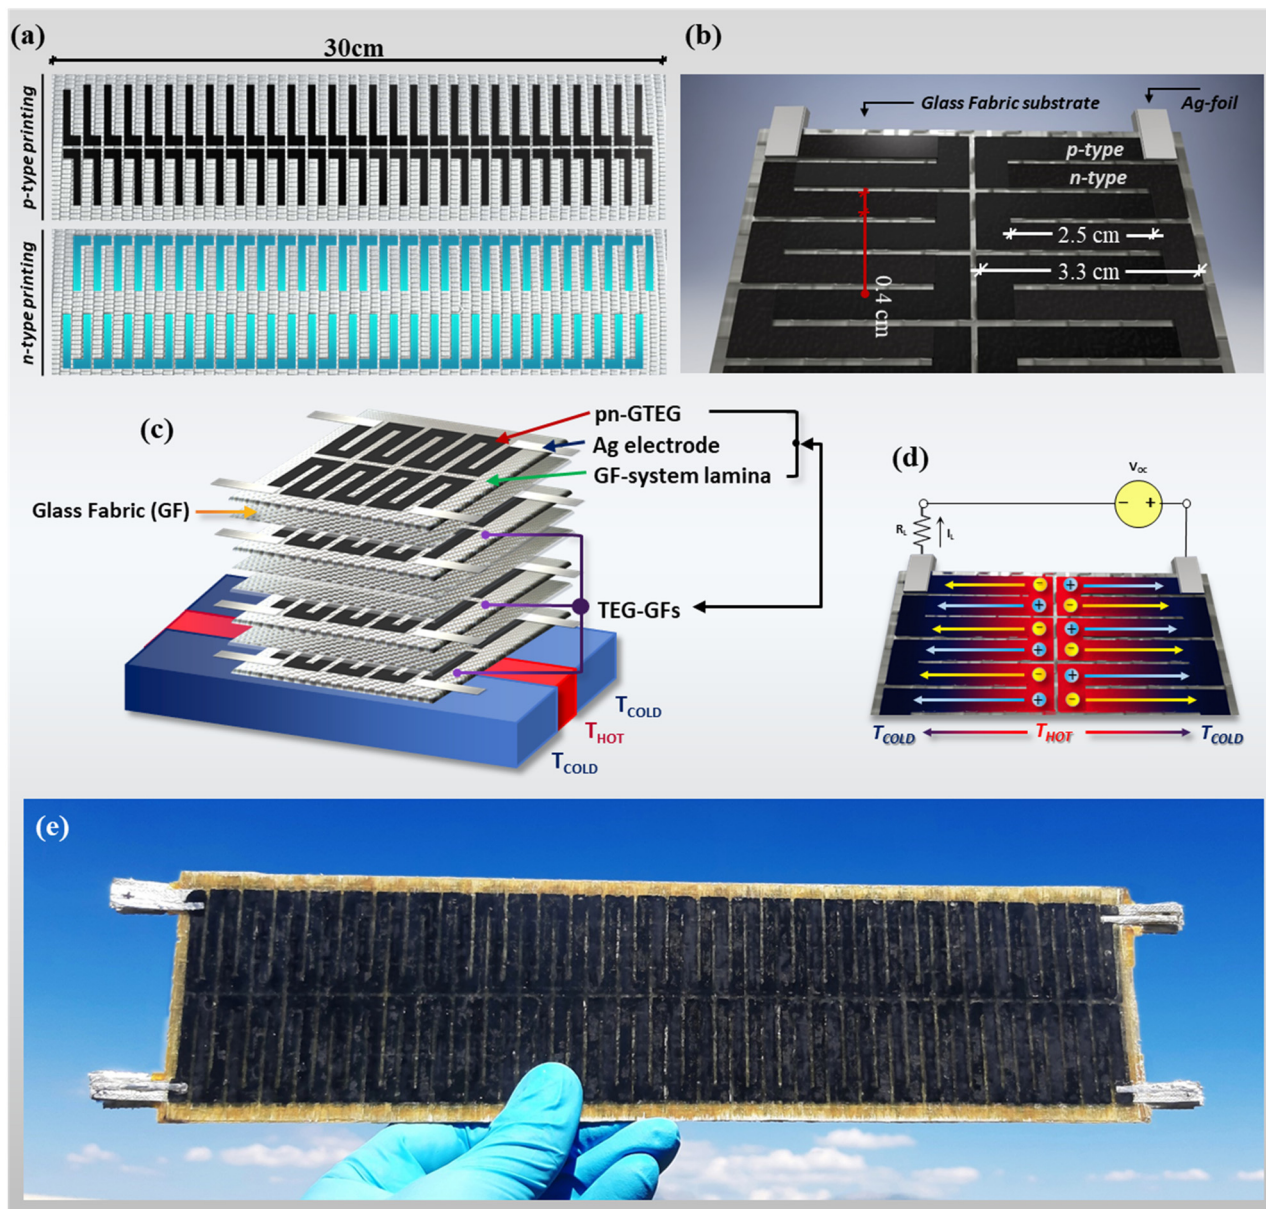 (a)
30cm
p-type printing
n-type printing
(b)
Glass Fabric substrate
Ag-foil
p-type
n-type
2.5 cm
3.3 cm
0.4 cm
(c)
pn-GTEG
Ag electrode
GF-system lamina
Glass Fabric (GF)
TEG-GFs
TCOLD
THOT
TCOLD
(d)
VOC
- +
RL
IL
- +
+ -
- +
+ -
- +
+ -
TCOLD
THOT
TCOLD
(e)
+